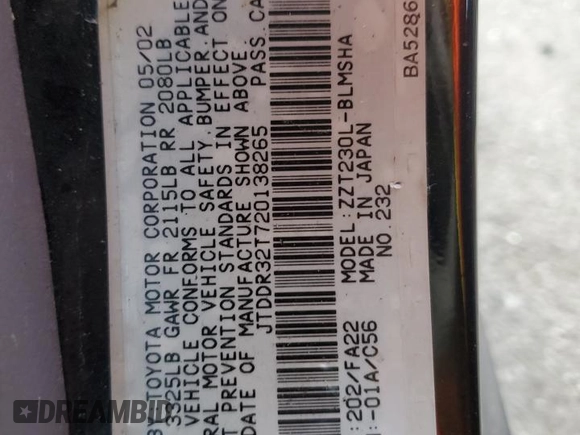 BY TOYOTA MOTOR CORPORATION 05/02
3325LB GAWR FR 2115LB RR 2080LB
VEHICLE CONFORMS TO ALL APPLICABLE
RAL MOTOR VEHICLE SAFETY, BUMPER, AND
T PREVENTION STANDARDS IN EFFECT ON
DATE OF MANUFACTURE SHOWN ABOVE.
JTDDR32T720138265 PASS. CA
MODEL: ZZT230L-BLMSHA
:202/FA22 MADE IN JAPAN
:-01A/C56 NO.232
BA5286
DREAMBID